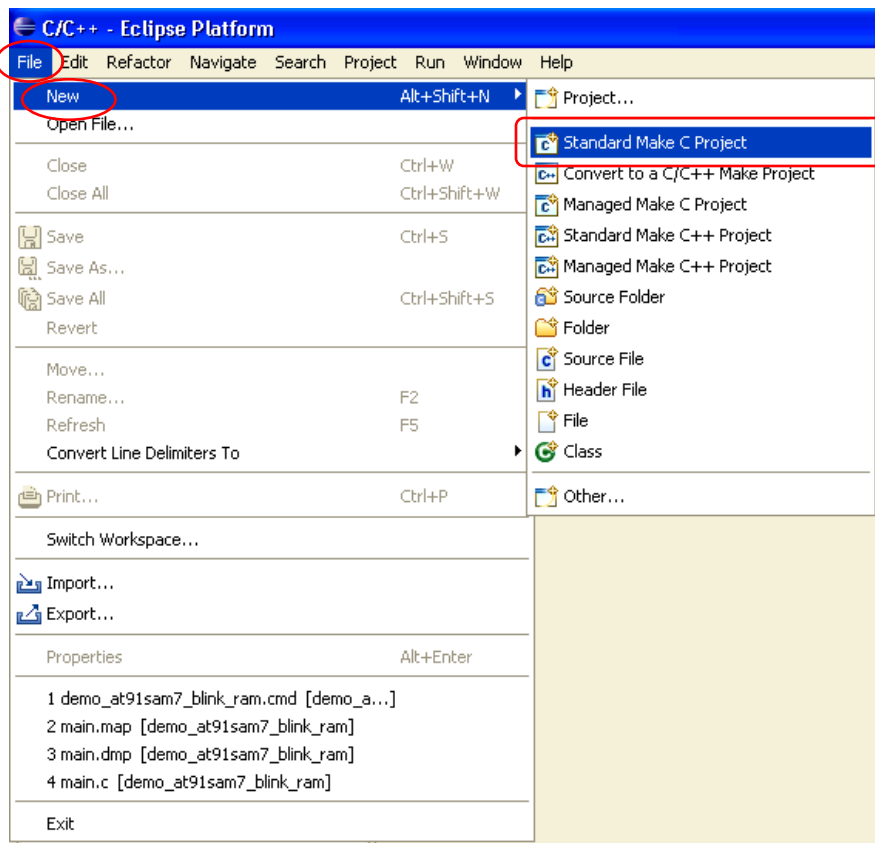 C/C++ - Eclipse Platform
File Edit Refactor Navigate Search Project Run Window Help
New Alt+Shift+N
Open File...
Close Ctrl+W
Close All Ctrl+Shift+W
Save Ctrl+S
Save As...
Save All Ctrl+Shift+S
Revert
Move...
Rename... F2
Refresh F5
Convert Line Delimiters To
Print... Ctrl+P
Switch Workspace...
Import...
Export...
Properties Alt+Enter
1 demo_at91sam7_blink_ram.cmd [demo_a...]
2 main.map [demo_at91sam7_blink_ram]
3 main.dmp [demo_at91sam7_blink_ram]
4 main.c [demo_at91sam7_blink_ram]
Exit
Project...
Standard Make C Project
Convert to a C/C++ Make Project
Managed Make C Project
Standard Make C++ Project
Managed Make C++ Project
Source Folder
Folder
Source File
Header File
File
Class
Other...